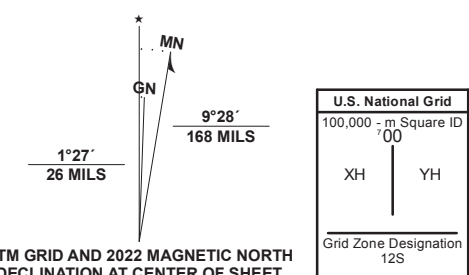 ★
MN
GN
9°28´
168 MILS
1°27´
26 MILS
TM GRID AND 2022 MAGNETIC NORTH
DECLINATION AT CENTER OF SHEET
U.S. National Grid
100,000 - m Square ID
⁷00
XH YH
Grid Zone Designation
12S